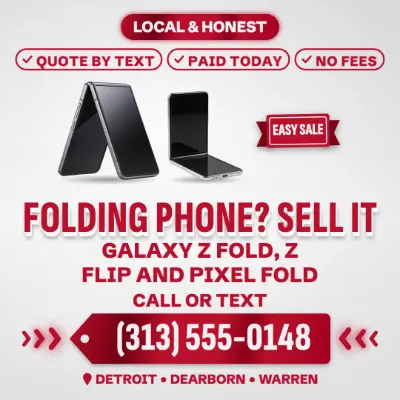 LOCAL & HONEST
QUOTE BY TEXT
PAID TODAY
NO FEES
EASY SALE
FOLDING PHONE? SELL IT
GALAXY Z FOLD, Z
FLIP AND PIXEL FOLD
CALL OR TEXT
(313) 555-0148
DETROIT • DEARBORN • WARREN